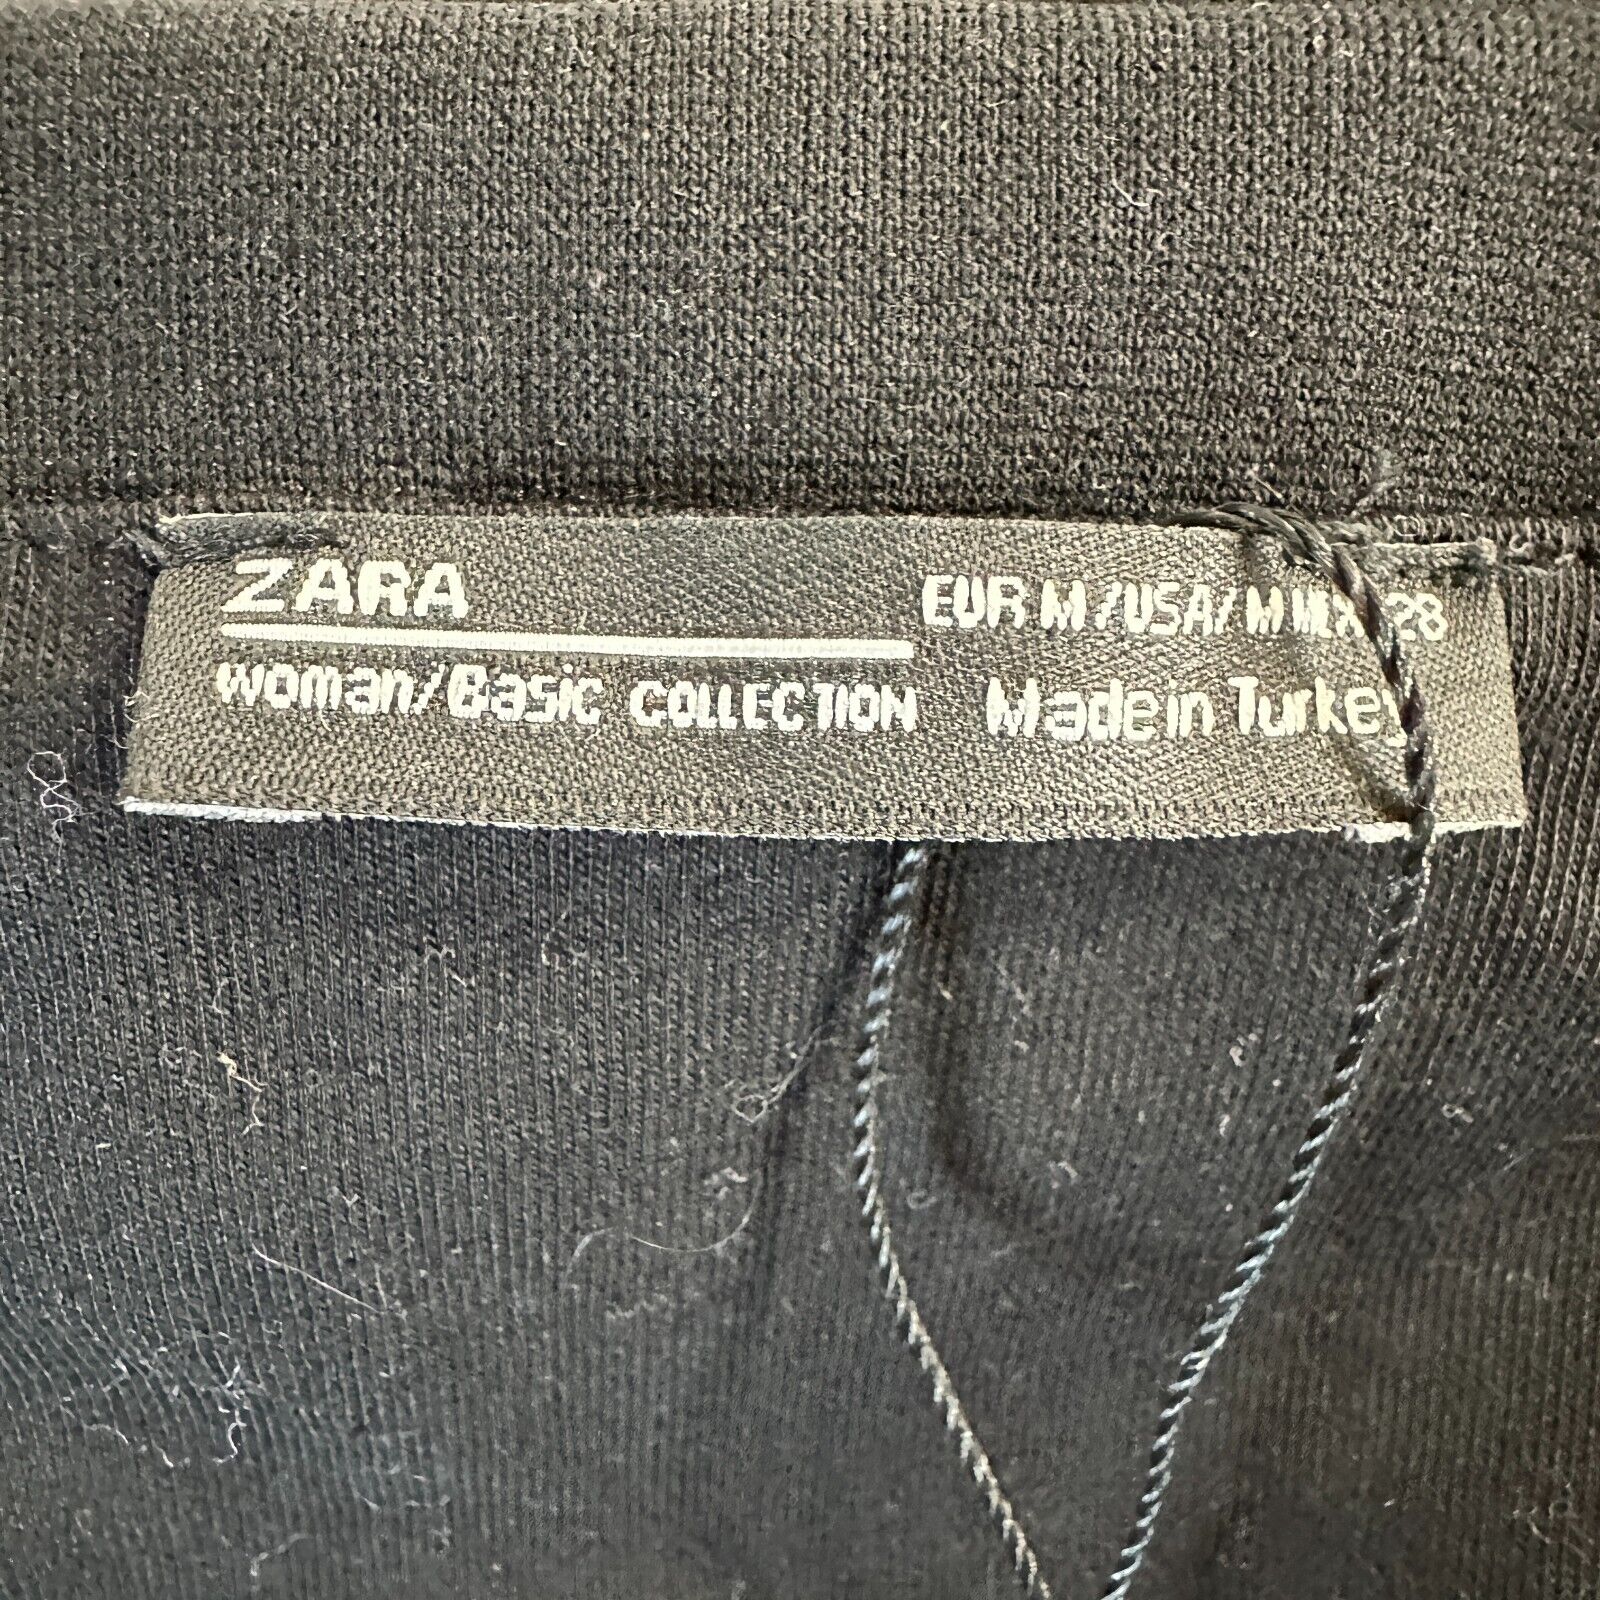 ZARA
woman/Basic COLLECTION
EUR M/USA/M MEX 28
Made in Turkey